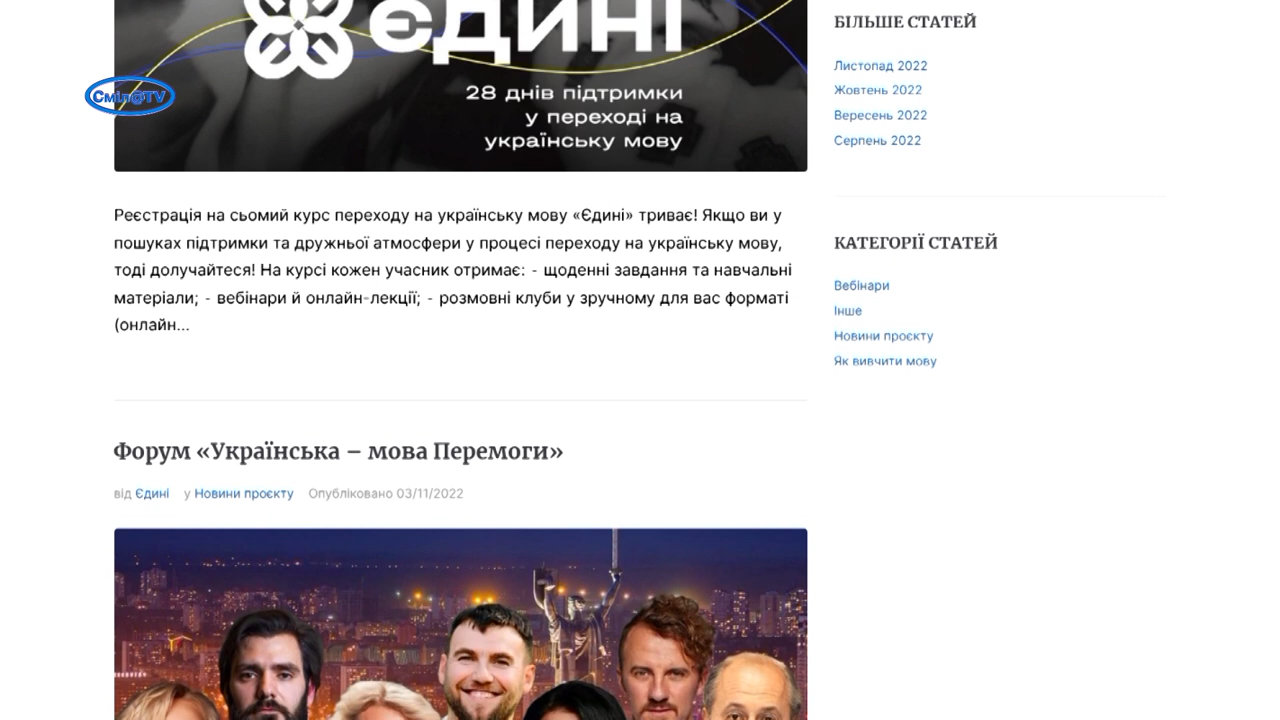 ЄДИНІ
28 днів підтримки
у переході на
українську мову
Сміл@TV
Реєстрація на сьомий курс переходу на українську мову «Єдині» триває! Якщо ви у
пошуках підтримки та дружньої атмосфери у процесі переходу на українську мову,
тоді долучайтеся! На курсі кожен учасник отримає: - щоденні завдання та навчальні
матеріали; - вебінари й онлайн-лекції; - розмовні клуби у зручному для вас форматі
(онлайн...
Форум «Українська – мова Перемоги»
від Єдині у Новини проєкту Опубліковано 03/11/2022
БІЛЬШЕ СТАТЕЙ
Листопад 2022
Жовтень 2022
Вересень 2022
Серпень 2022
КАТЕГОРІЇ СТАТЕЙ
Вебінари
Інше
Новини проєкту
Як вивчити мову